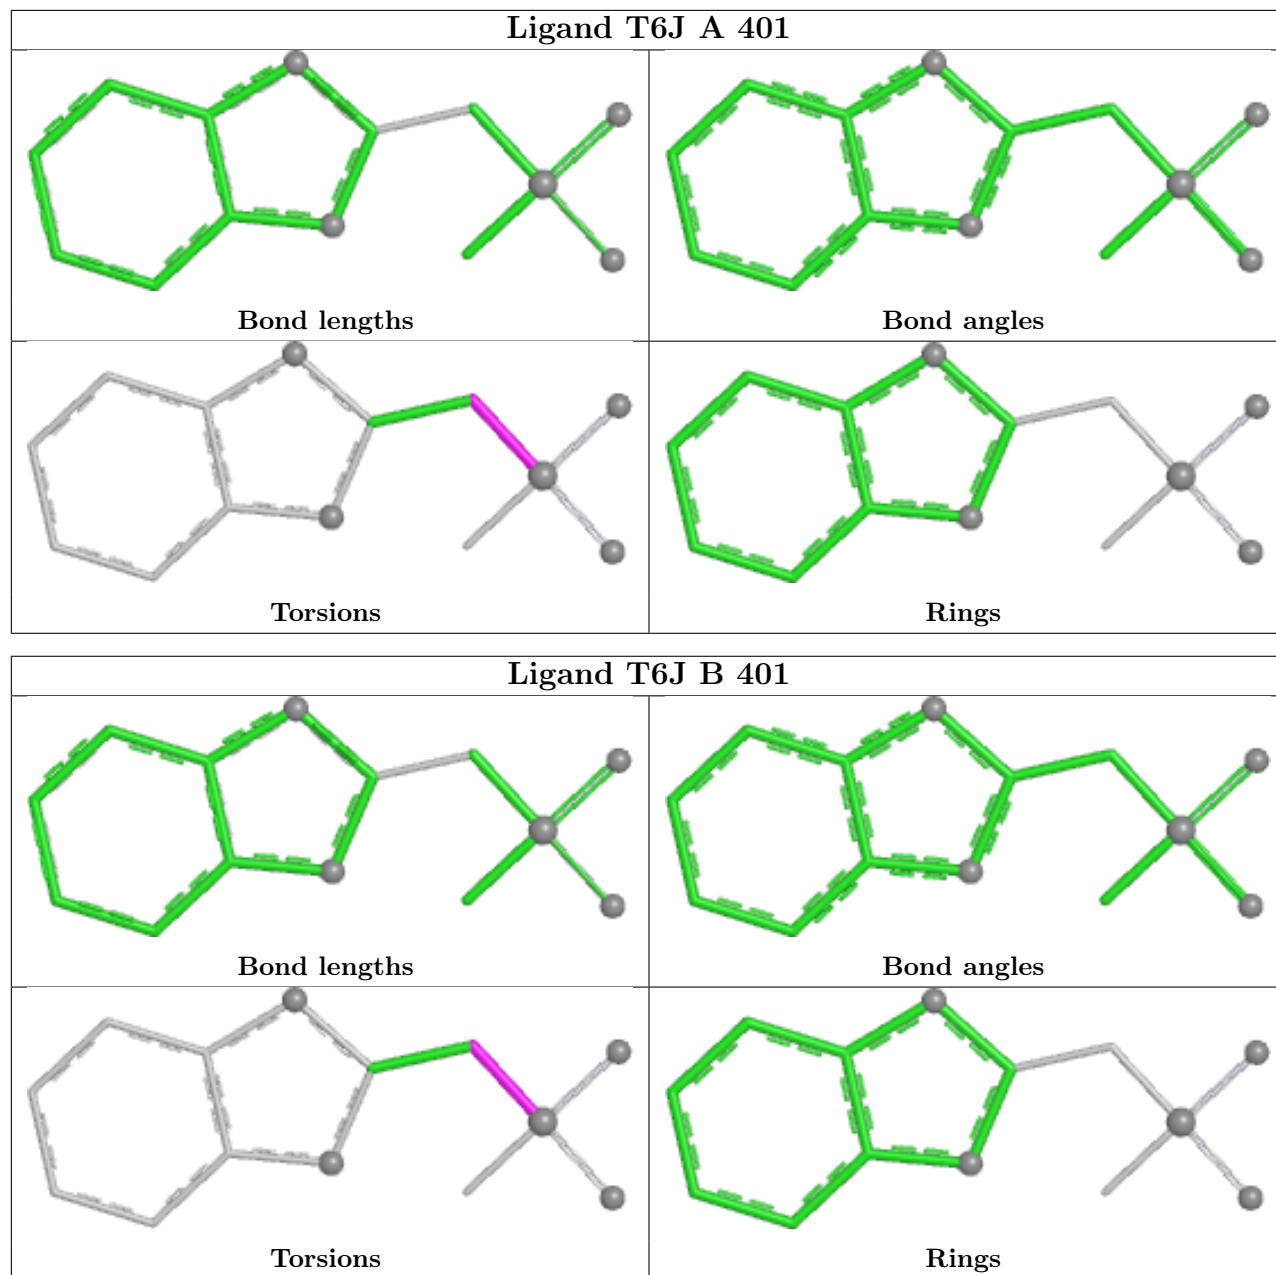 Ligand T6J A 401
Bond lengths
Bond angles
Torsions
Rings
Ligand T6J B 401
Bond lengths
Bond angles
Torsions
Rings